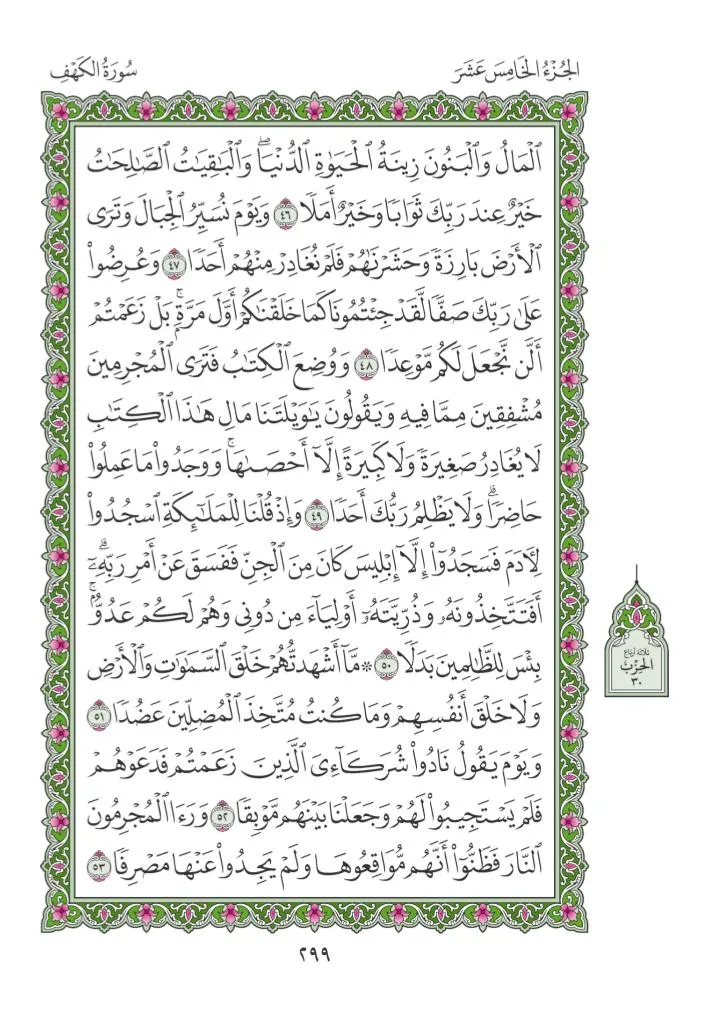 الجُزْءُ الخَامِسَ عَشَرَ
سُورَةُ الكَهْفِ
ٱلْمَالُ وَٱلْبَنُونَ زِينَةُ ٱلْحَيَوٰةِ ٱلدُّنْيَاۖ وَٱلْبَٰقِيَٰتُ ٱلصَّٰلِحَٰتُ
خَيْرٌ عِندَ رَبِّكَ ثَوَابًا وَخَيْرٌ أَمَلًا ٤٦ وَيَوْمَ نُسَيِّرُ ٱلْجِبَالَ وَتَرَى
ٱلْأَرْضَ بَارِزَةً وَحَشَرْنَٰهُمْ فَلَمْ نُغَادِرْ مِنْهُمْ أَحَدًا ٤٧ وَعُرِضُوا۟
عَلَىٰ رَبِّكَ صَفًّا لَّقَدْ جِئْتُمُونَا كَمَا خَلَقْنَٰكُمْ أَوَّلَ مَرَّةٍۭۚ بَلْ زَعَمْتُمْ
أَلَّن نَّجْعَلَ لَكُم مَّوْعِدًا ٤٨ وَوُضِعَ ٱلْكِتَٰبُ فَتَرَى ٱلْمُجْرِمِينَ
مُشْفِقِينَ مِمَّا فِيهِ وَيَقُولُونَ يَٰوَيْلَتَنَا مَالِ هَٰذَا ٱلْكِتَٰبِ
لَا يُغَادِرُ صَغِيرَةً وَلَا كَبِيرَةً إِلَّآ أَحْصَىٰهَاۚ وَوَجَدُوا۟ مَا عَمِلُوا۟
حَاضِرًاۗ وَلَا يَظْلِمُ رَبُّكَ أَحَدًا ٤٩ وَإِذْ قُلْنَا لِلْمَلَٰٓئِكَةِ ٱسْجُدُوا۟
لِءَادَمَ فَسَجَدُوٓا۟ إِلَّآ إِبْلِيسَ كَانَ مِنَ ٱلْجِنِّ فَفَسَقَ عَنْ أَمْرِ رَبِّهِۦٓۗ
أَفَتَتَّخِذُونَهُۥ وَذُرِّيَّتَهُۥٓ أَوْلِيَآءَ مِن دُونِى وَهُمْ لَكُمْ عَدُوٌّۢۚ
بِئْسَ لِلظَّٰلِمِينَ بَدَلًا ٥٠ ۞ مَّآ أَشْهَدتُّهُمْ خَلْقَ ٱلسَّمَٰوَٰتِ وَٱلْأَرْضِ
وَلَا خَلْقَ أَنفُسِهِمْ وَمَا كُنتُ مُتَّخِذَ ٱلْمُضِلِّينَ عَضُدًا ٥١
وَيَوْمَ يَقُولُ نَادُوا۟ شُرَكَآءِىَ ٱلَّذِينَ زَعَمْتُمْ فَدَعَوْهُمْ
فَلَمْ يَسْتَجِيبُوا۟ لَهُمْ وَجَعَلْنَا بَيْنَهُم مَّوْبِقًا ٥٢ وَرَءَا ٱلْمُجْرِمُونَ
ٱلنَّارَ فَظَنُّوٓا۟ أَنَّهُم مُّوَاقِعُوهَا وَلَمْ يَجِدُوا۟ عَنْهَا مَصْرِفًا ٥٣
ثلاثة أرباع
الحزب
٣٠
٢٩٩